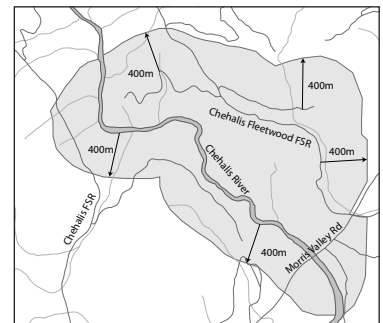 400m
400m
Chehalis Fleetwood FSR
400m
400m
Chehalis River
Chehalis FSR
400m
Morris Valley Rd